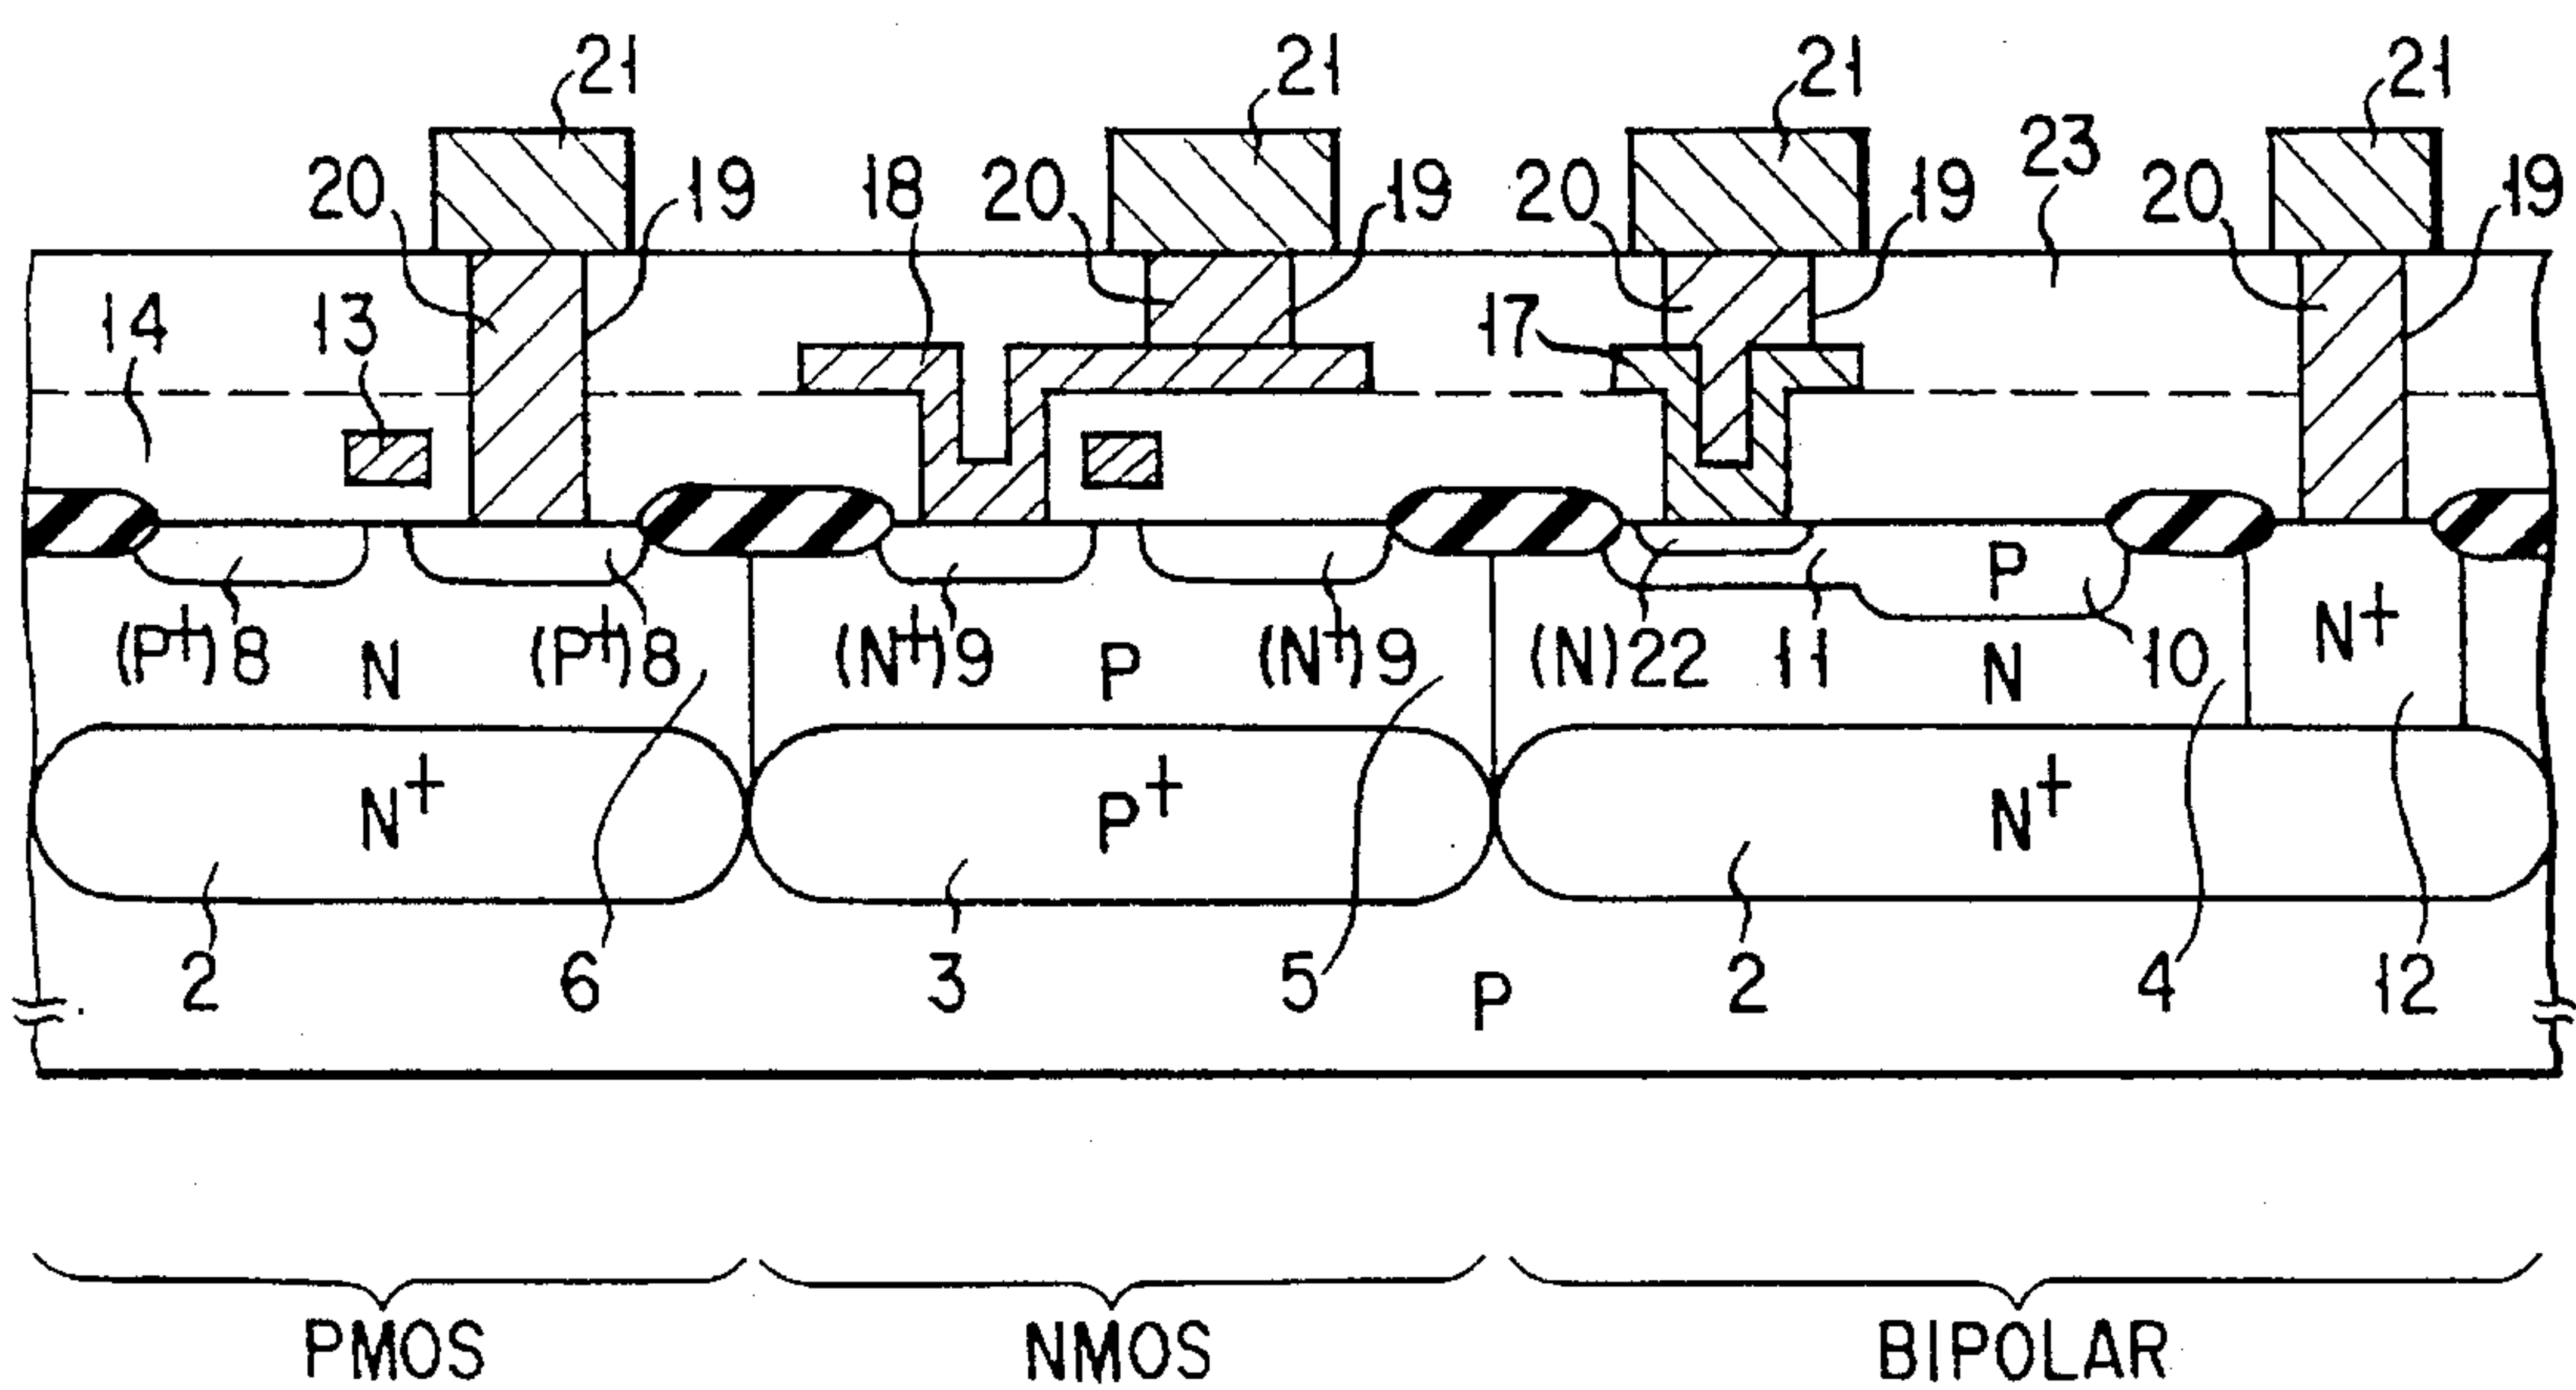 21 21 21 21
20 19 18 20 19 20 19 23 20 19
14 13 17
(P+)8 N (P+)8 (N+)9 P (N+)9 (N)22 11 P N 10 N+
N+ P+ N+
2 6 3 5 P 2 4 12
PMOS NMOS BIPOLAR